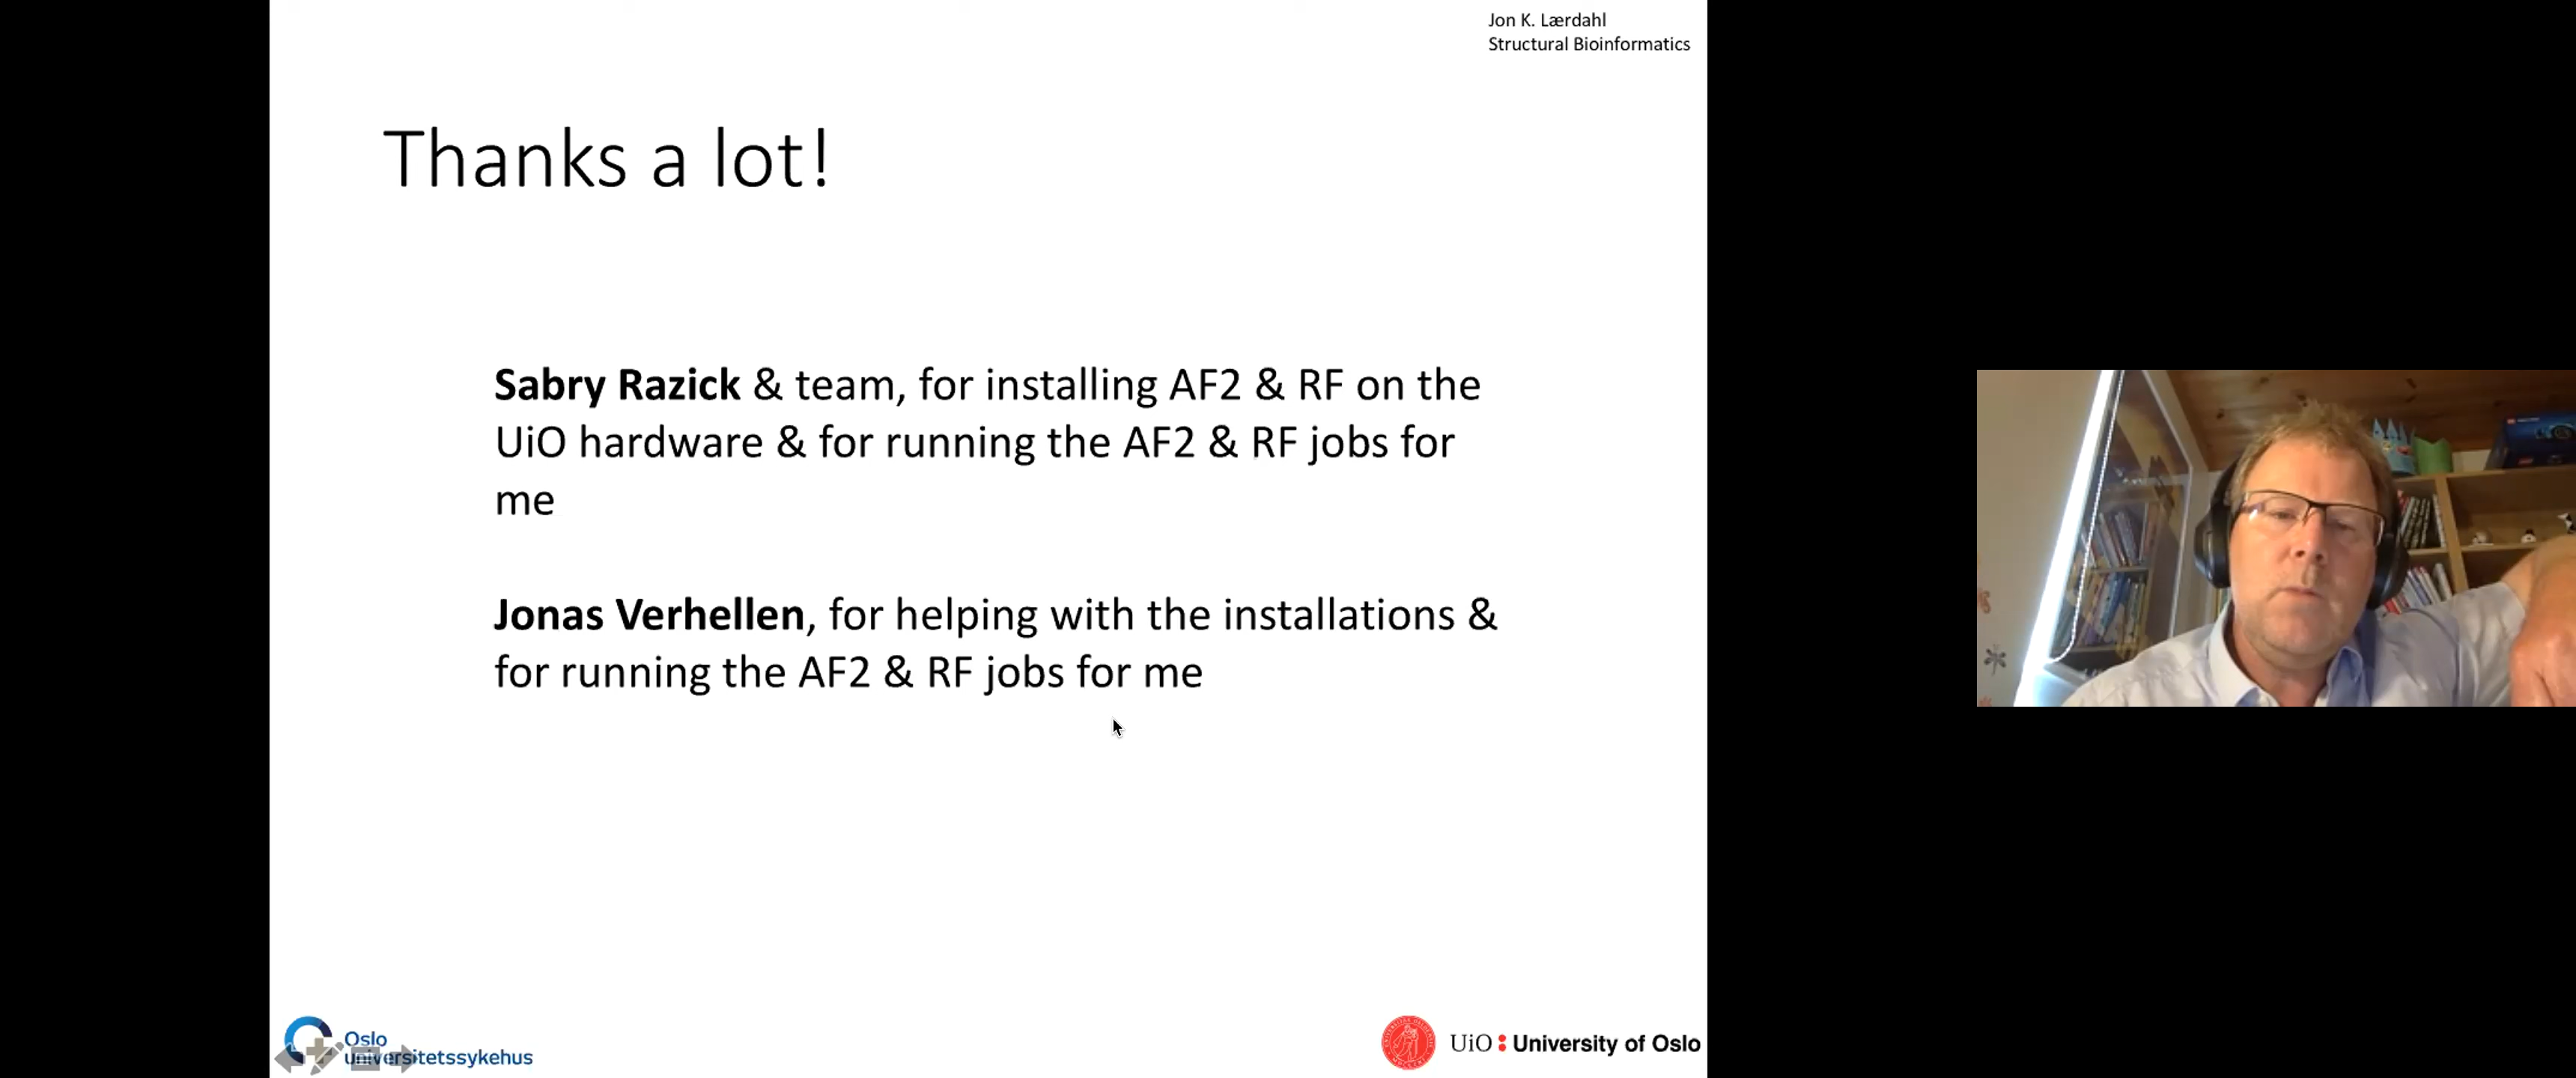 Jon K. Lærdahl
Structural Bioinformatics
Thanks a lot!
Sabry Razick & team, for installing AF2 & RF on the
UiO hardware & for running the AF2 & RF jobs for
me
Jonas Verhellen, for helping with the installations &
for running the AF2 & RF jobs for me
Oslo
universitetssykehus
UiO : University of Oslo